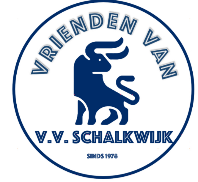 VRIENDEN VAN
V.V. SCHALKWIJK
SINDS 1978